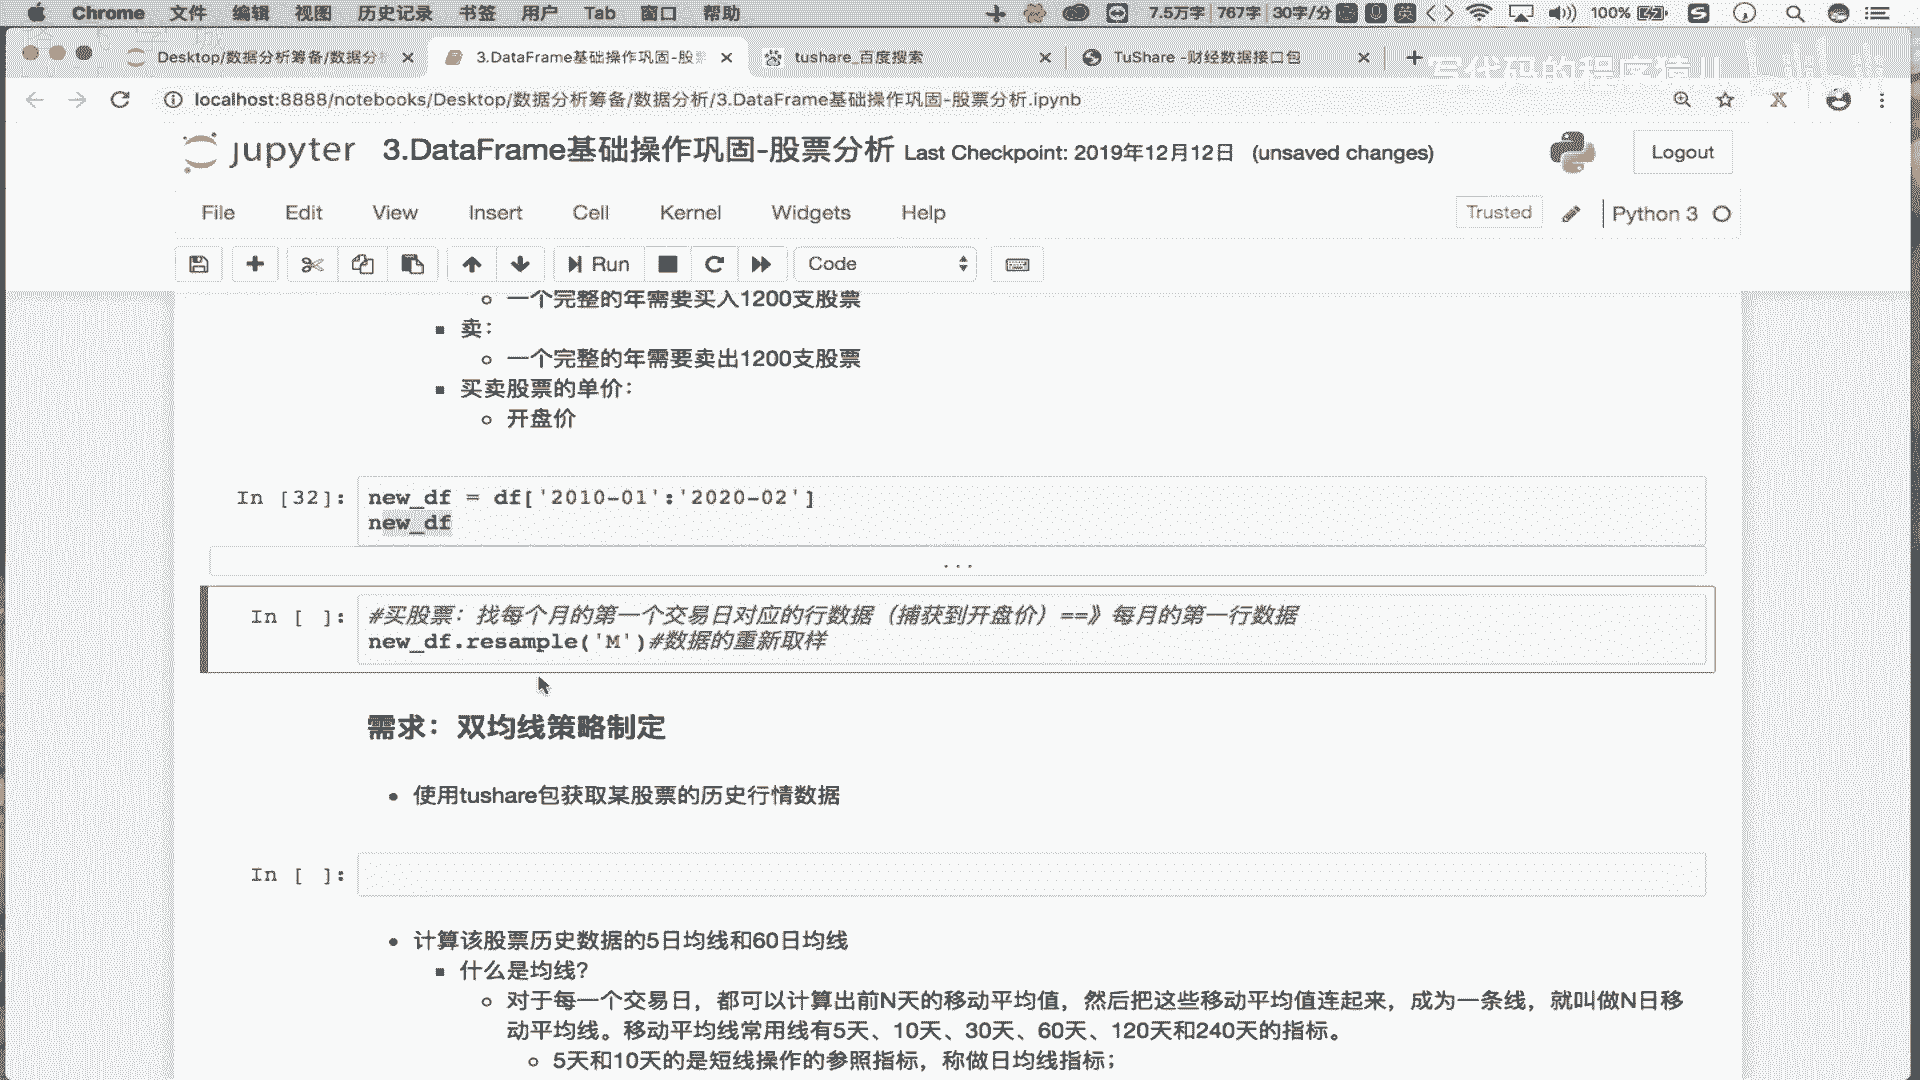 Chrome 文件 编辑 视图 历史记录 书签 用户 Tab 窗口 帮助 7.5万字 767字 30字/分 英 100%
Desktop/数据分析筹备/数据分析 3.DataFrame基础操作巩固-股票 tushare_百度搜索 TuShare -财经数据接口包
写代码的程序猿JL bilibili
localhost:8888/notebooks/Desktop/数据分析筹备/数据分析/3.DataFrame基础操作巩固-股票分析.ipynb
jupyter 3.DataFrame基础操作巩固-股票分析 Last Checkpoint: 2019年12月12日 (unsaved changes) Logout
File Edit View Insert Cell Kernel Widgets Help Trusted Python 3
Run Code
一个完整的年需要买入1200支股票
卖：
一个完整的年需要卖出1200支股票
买卖股票的单价：
开盘价
In [32]: new_df = df['2010-01':'2020-02']
new_df
...
In [ ]: #买股票：找每个月的第一个交易日对应的行数据（捕获到开盘价）==》每月的第一行数据
new_df.resample('M')#数据的重新取样
需求：双均线策略制定
使用tushare包获取某股票的历史行情数据
In [ ]:
计算该股票历史数据的5日均线和60日均线
什么是均线?
对于每一个交易日，都可以计算出前N天的移动平均值，然后把这些移动平均值连起来，成为一条线，就叫做N日移
动平均线。移动平均线常用线有5天、10天、30天、60天、120天和240天的指标。
5天和10天的是短线操作的参照指标，称做日均线指标；